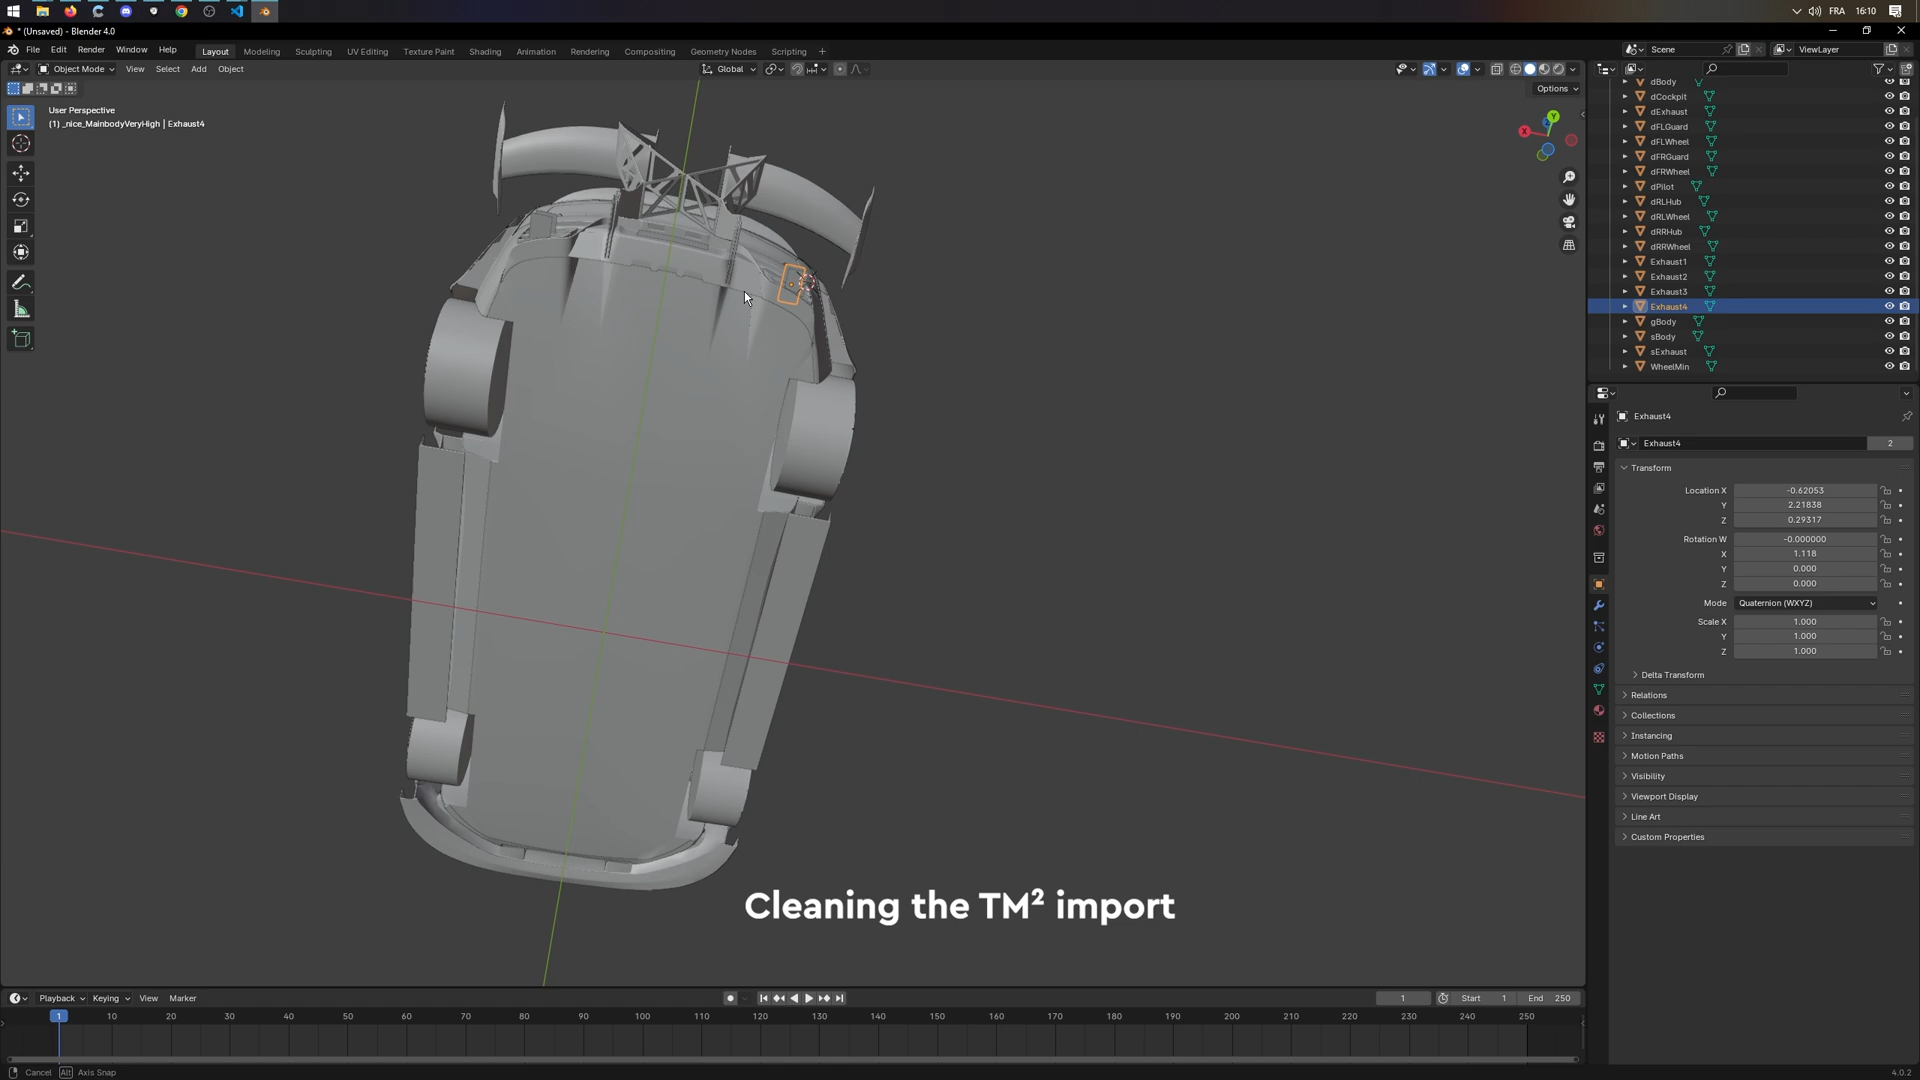 FRA 16:10
* (Unsaved) - Blender 4.0
File Edit Render Window Help Layout Modeling Sculpting UV Editing Texture Paint Shading Animation Rendering Compositing Geometry Nodes Scripting + Scene ViewLayer
Object Mode View Select Add Object Global
Options
User Perspective
(1) _nice_MainbodyVeryHigh | Exhaust4
X
Y
dBody
dCockpit
dExhaust
dFLGuard
dFLWheel
dFRGuard
dFRWheel
dPilot
dRLHub
dRLWheel
dRRHub
dRRWheel
Exhaust1
Exhaust2
Exhaust3
Exhaust4
gBody
sBody
sExhaust
WheelMin
Exhaust4
Exhaust4 2
Transform
Location X -0.62053
Y 2.21838
Z 0.29317
Rotation W -0.000000
X 1.118
Y 0.000
Z 0.000
Mode Quaternion (WXYZ)
Scale X 1.000
Y 1.000
Z 1.000
Delta Transform
Relations
Collections
Instancing
Motion Paths
Visibility
Viewport Display
Line Art
Custom Properties
Cleaning the TM² import
Playback Keying View Marker 1 Start 1 End 250
1 10 20 30 40 50 60 70 80 90 100 110 120 130 140 150 160 170 180 190 200 210 220 230 240 250
Cancel Alt Axis Snap 4.0.2